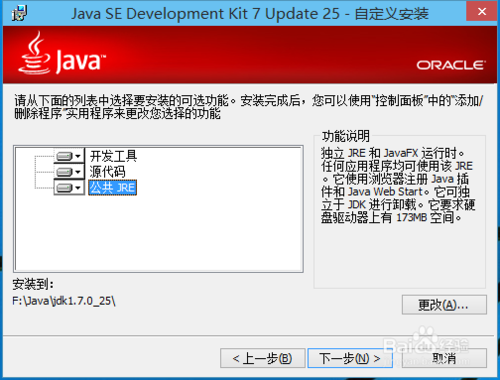 Java SE Development Kit 7 Update 25 - 自定义安装
Java™
ORACLE
请从下面的列表中选择要安装的可选功能。安装完成后，您可以使用"控制面板"中的"添加/
删除程序"实用程序来更改您选择的功能
开发工具
源代码
公共 JRE
功能说明
独立 JRE 和 JavaFX 运行时。
任何应用程序均可使用该 JRE
。它使用浏览器注册 Java 插
件和 Java Web Start。它可独
立于 JDK 进行卸载。它要求硬
盘驱动器上有 173MB 空间。
安装到:
F:\Java\jdk1.7.0_25\
更改(A)...
Baidu 经验
< 上一步(B)
下一步(N) >
取消